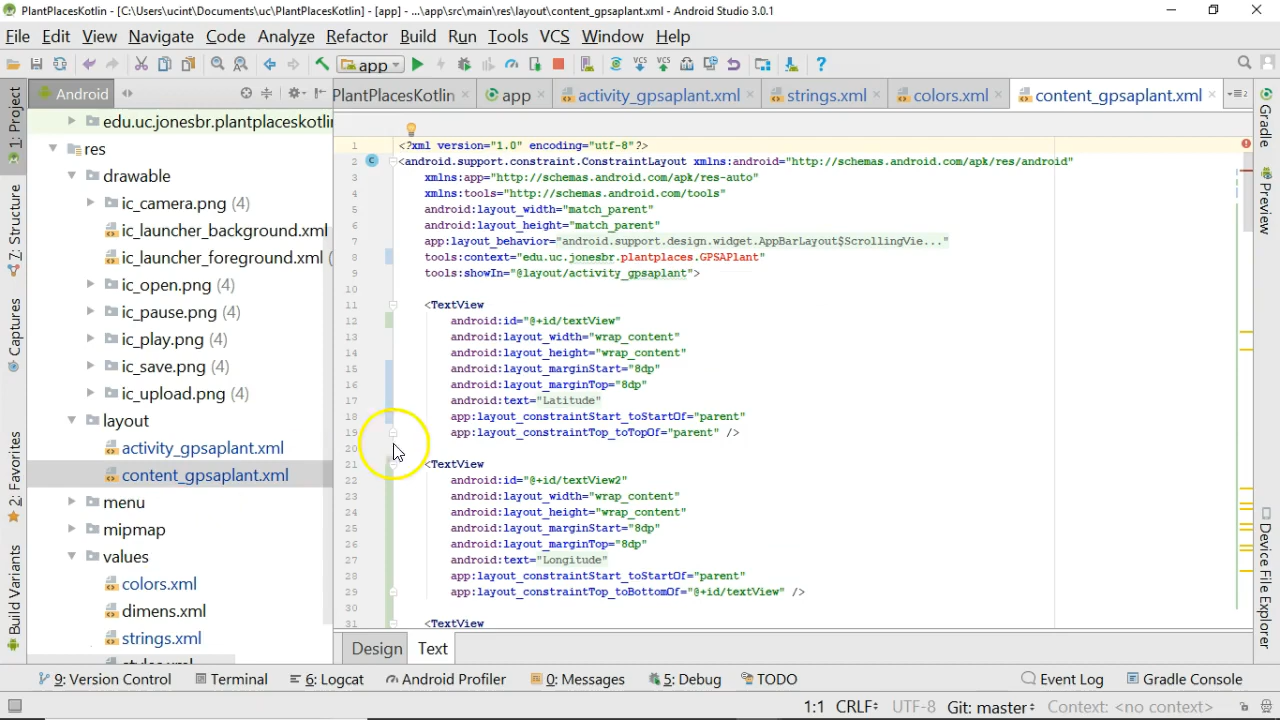 PlantPlacesKotlin - [C:\Users\ucint\Documents\uc\PlantPlacesKotlin] - [app] - ...\app\src\main\res\layout\content_gpsaplant.xml - Android Studio 3.0.1
File Edit View Navigate Code Analyze Refactor Build Run Tools VCS Window Help
app
VCS VCS
Android
PlantPlacesKotlin app activity_gpsaplant.xml strings.xml colors.xml content_gpsaplant.xml
1: Project
Z: Structure
Captures
2: Favorites
Build Variants
edu.uc.jonesbr.plantplaceskotlin
res
drawable
ic_camera.png (4)
ic_launcher_background.xml
ic_launcher_foreground.xml (
ic_open.png (4)
ic_pause.png (4)
ic_play.png (4)
ic_save.png (4)
ic_upload.png (4)
layout
activity_gpsaplant.xml
content_gpsaplant.xml
menu
mipmap
values
colors.xml
dimens.xml
strings.xml
1 <?xml version="1.0" encoding="utf-8"?>
2 C <android.support.constraint.ConstraintLayout xmlns:android="http://schemas.android.com/apk/res/android"
3 xmlns:app="http://schemas.android.com/apk/res-auto"
4 xmlns:tools="http://schemas.android.com/tools"
5 android:layout_width="match_parent"
6 android:layout_height="match_parent"
7 app:layout_behavior="android.support.design.widget.AppBarLayout$ScrollingVie..."
8 tools:context="edu.uc.jonesbr.plantplaces.GPSAPlant"
9 tools:showIn="@layout/activity_gpsaplant">
10
11 <TextView
12 android:id="@+id/textView"
13 android:layout_width="wrap_content"
14 android:layout_height="wrap_content"
15 android:layout_marginStart="8dp"
16 android:layout_marginTop="8dp"
17 android:text="Latitude"
18 app:layout_constraintStart_toStartOf="parent"
19 app:layout_constraintTop_toTopOf="parent" />
20
21 <TextView
22 android:id="@+id/textView2"
23 android:layout_width="wrap_content"
24 android:layout_height="wrap_content"
25 android:layout_marginStart="8dp"
26 android:layout_marginTop="8dp"
27 android:text="Longitude"
28 app:layout_constraintStart_toStartOf="parent"
29 app:layout_constraintTop_toBottomOf="@+id/textView" />
30
31 <TextView
Gradle
Preview
Device File Explorer
Design Text
9: Version Control Terminal 6: Logcat Android Profiler 0: Messages 5: Debug TODO Event Log Gradle Console
1:1 CRLF UTF-8 Git: master Context: <no context>